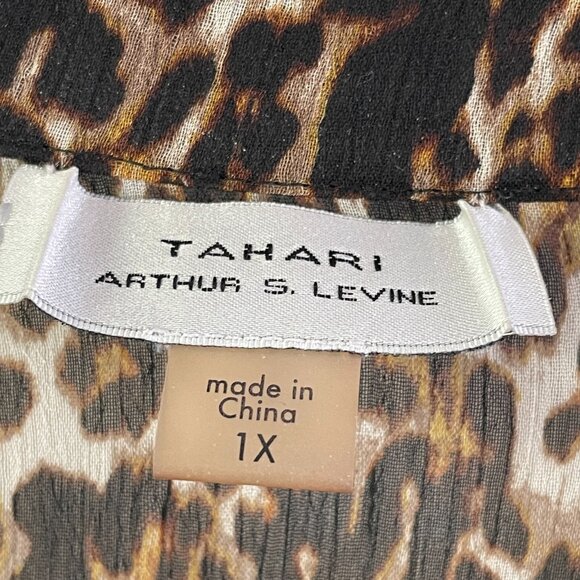 TAHARI
ARTHUR S. LEVINE
made in
China
1X